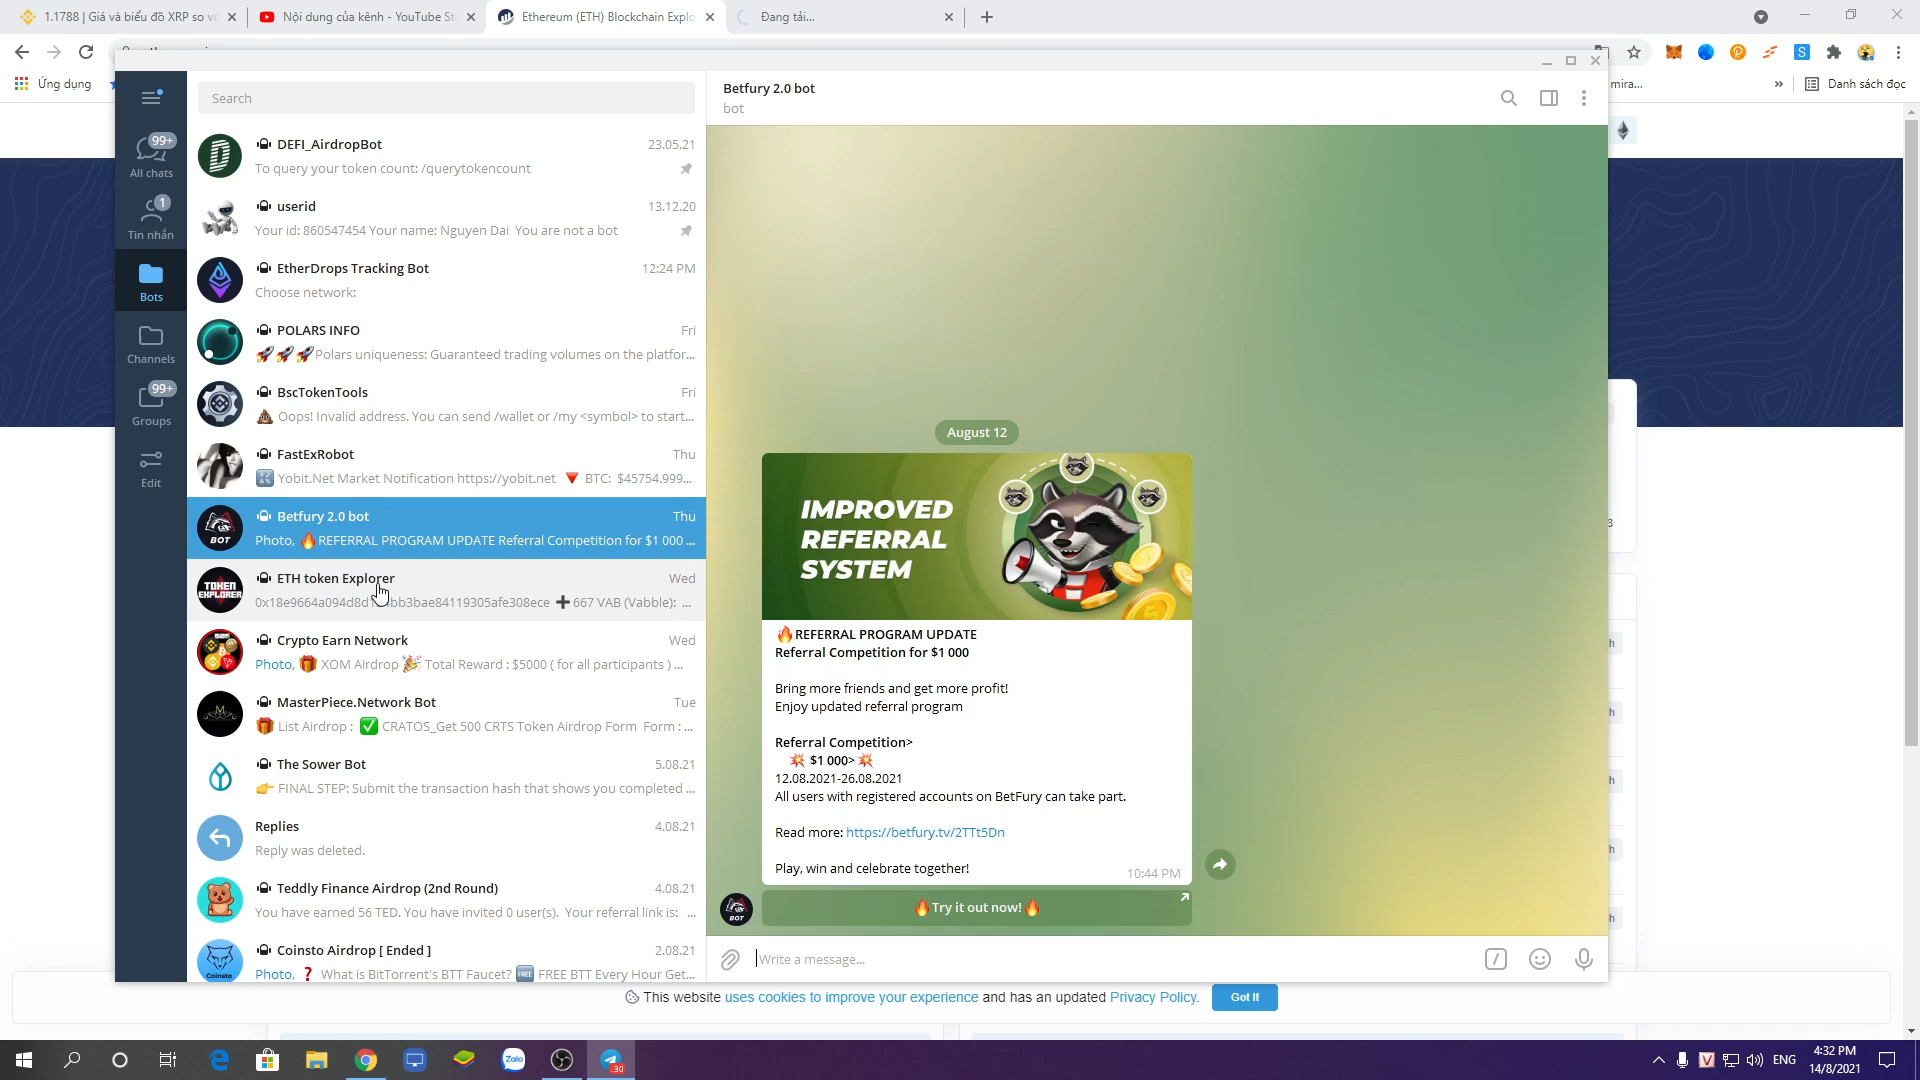 1.1788 | Giá và biểu đồ XRP so vo
Nội dung của kênh - YouTube St
Ethereum (ETH) Blockchain Explo
Đang tải...
Ứng dụng
mira...
»
Danh sách đọc
Search
99+
All chats
1
Tin nhắn
Bots
Channels
99+
Groups
Edit
DEFI_AirdropBot
23.05.21
To query your token count: /querytokencount
userid
13.12.20
Your id: 860547454 Your name: Nguyen Dai You are not a bot
EtherDrops Tracking Bot
12:24 PM
Choose network:
POLARS INFO
Fri
🚀🚀🚀Polars uniqueness: Guaranteed trading volumes on the platfor...
BscTokenTools
Fri
💩 Oops! Invalid address. You can send /wallet or /my <symbol> to start...
FastExRobot
Thu
🔣 Yobit.Net Market Notification https://yobit.net 🔻 BTC: $45754.999...
BOT
Betfury 2.0 bot
Thu
Photo, 🔥REFERRAL PROGRAM UPDATE Referral Competition for $1 000 ...
TOKEN
EXPLORER
ETH token Explorer
Wed
➕667 VAB (Vabble): ...
Crypto Earn Network
Wed
Photo, 🎁 XOM Airdrop 🎉 Total Reward : $5000 ( for all participants ) ...
M
MasterPiece.Network Bot
Tue
🎁 List Airdrop : ✅ CRATOS_Get 500 CRTS Token Airdrop Form Form : ...
The Sower Bot
5.08.21
👉 FINAL STEP: Submit the transaction hash that shows you completed ...
Replies
4.08.21
Reply was deleted.
Teddly Finance Airdrop (2nd Round)
4.08.21
You have earned 56 TED. You have invited 0 user(s). Your referral link is: ...
Coinsto
Coinsto Airdrop [ Ended ]
2.08.21
Photo, ❓ What is BitTorrent's BTT Faucet? 🆓 FREE BTT Every Hour Get...
Betfury 2.0 bot
bot
August 12
IMPROVED
REFERRAL
SYSTEM
🔥REFERRAL PROGRAM UPDATE
Referral Competition for $1 000
Bring more friends and get more profit!
Enjoy updated referral program
Referral Competition>
💥 $1 000> 💥
12.08.2021-26.08.2021
All users with registered accounts on BetFury can take part.
Read more: https://betfury.tv/2TTt5Dn
Play, win and celebrate together!
10:44 PM
BOT
🔥Try it out now!🔥
Write a message...
This website uses cookies to improve your experience and has an updated Privacy Policy.
Got It
Zalo
30
ENG
4:32 PM
14/8/2021